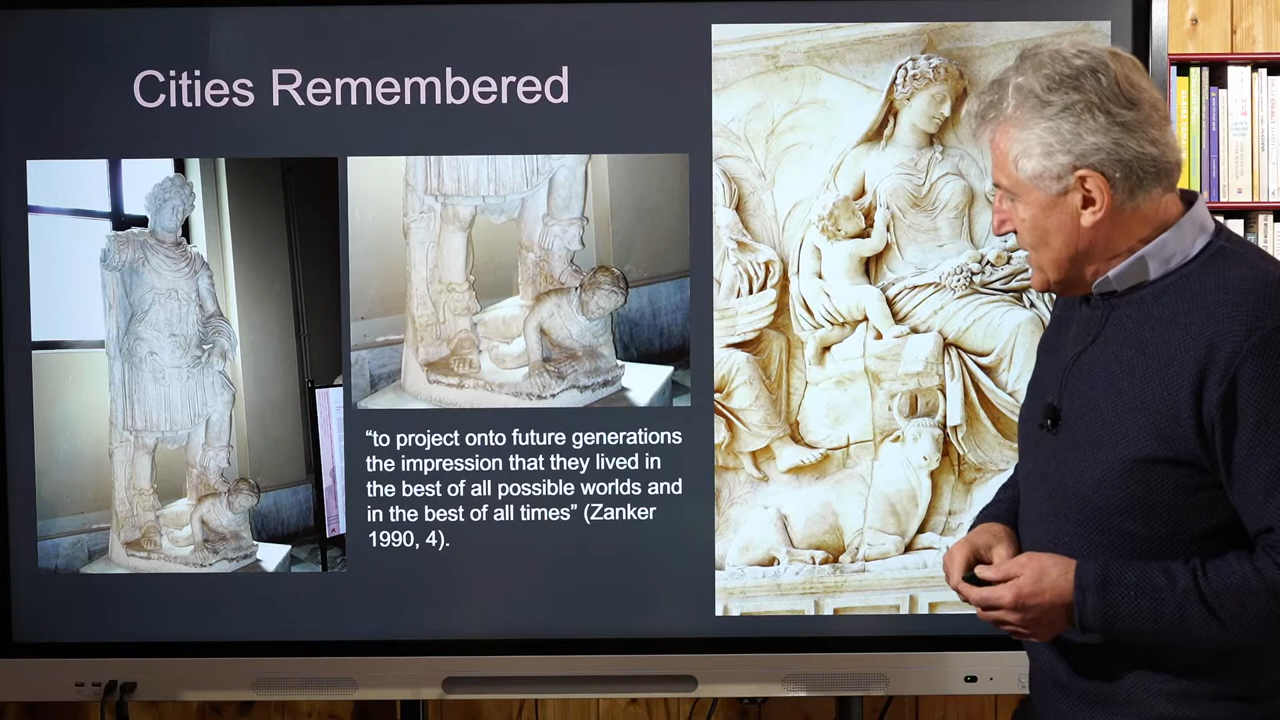 Cities Remembered
“to project onto future generations
the impression that they lived in
the best of all possible worlds and
in the best of all times” (Zanker
1990, 4).